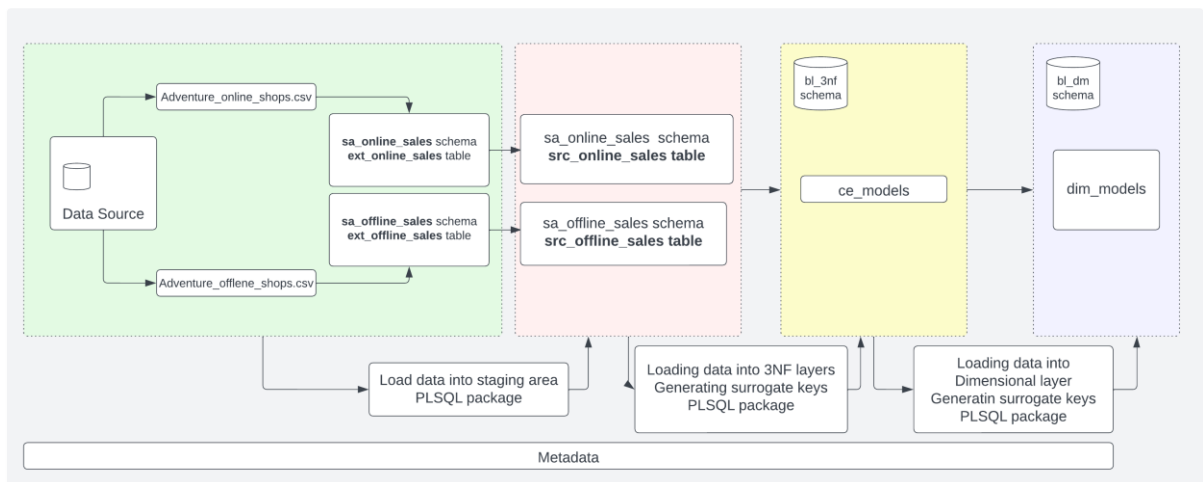 Adventure_online_shops.csv
Data Source
Adventure_offlene_shops.csv
sa_online_sales schema
ext_online_sales table
sa_offline_sales schema
ext_offline_sales table
sa_online_sales schema
src_online_sales table
sa_offline_sales schema
src_offline_sales table
bl_3nf
schema
ce_models
bl_dm
schema
dim_models
Load data into staging area
PLSQL package
Loading data into 3NF layers
Generating surrogate keys
PLSQL package
Loading data into
Dimensional layer
Generatin surrogate keys
PLSQL package
Metadata